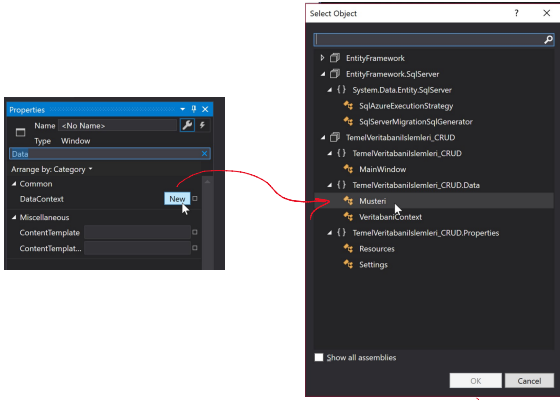 Properties
Name <No Name>
Type Window
Data
Arrange by: Category
Common
DataContext New
Miscellaneous
ContentTemplate
ContentTemplat...
Select Object
EntityFramework
EntityFramework.SqlServer
{ } System.Data.Entity.SqlServer
SqlAzureExecutionStrategy
SqlServerMigrationSqlGenerator
TemelVeritabaniIslemleri_CRUD
{ } TemelVeritabaniIslemleri_CRUD
MainWindow
{ } TemelVeritabaniIslemleri_CRUD.Data
Musteri
VeritabaniContext
{ } TemelVeritabaniIslemleri_CRUD.Properties
Resources
Settings
Show all assemblies
OK Cancel